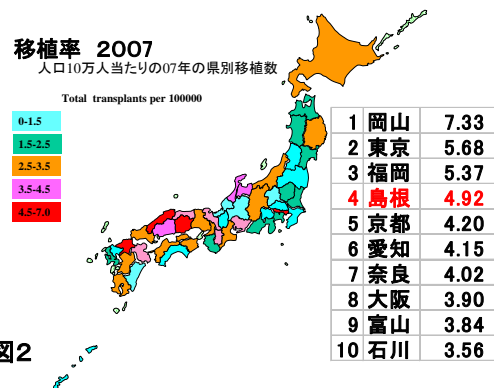 移植率 2007
人口10万人当たりの07年の県別移植数
Total transplants per 100000
0-1.5
1.5-2.5
2.5-3.5
3.5-4.5
4.5-7.0
1 岡山 7.33
2 東京 5.68
3 福岡 5.37
4 島根 4.92
5 京都 4.20
6 愛知 4.15
7 奈良 4.02
8 大阪 3.90
9 富山 3.84
10 石川 3.56
図2